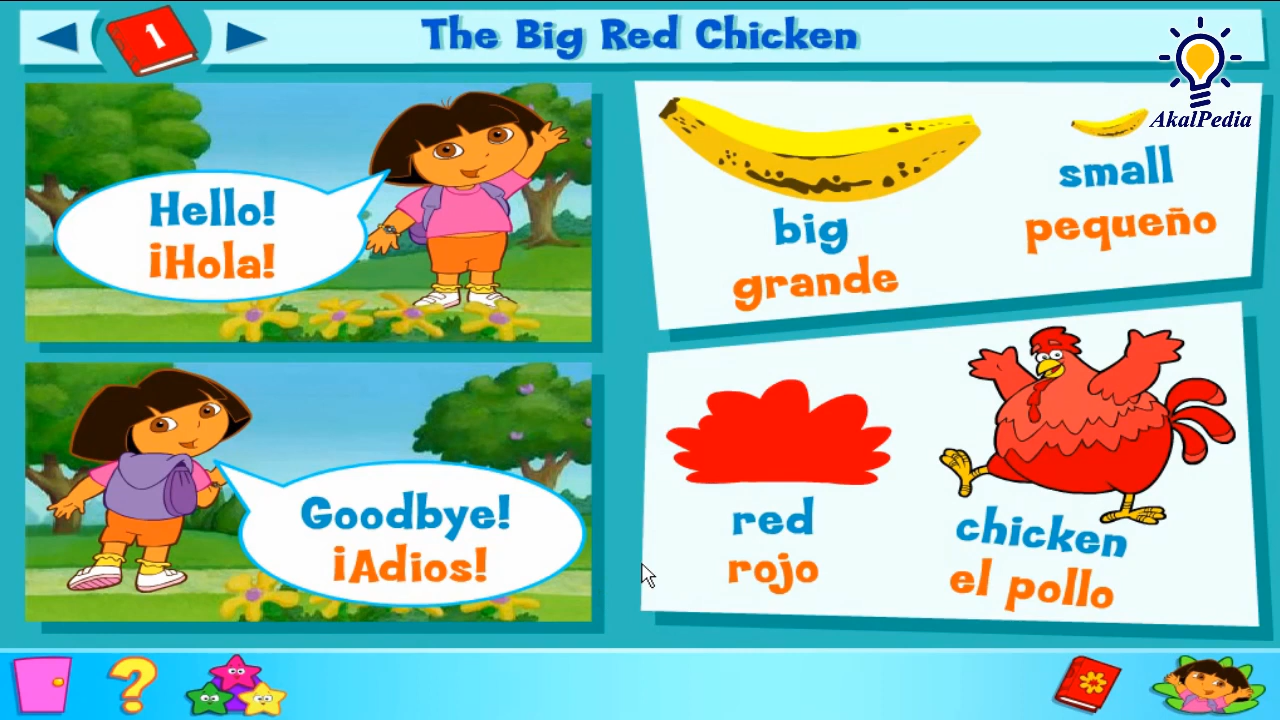 1
The Big Red Chicken
AkalPedia
Hello!
¡Hola!
big
grande
small
pequeño
Goodbye!
¡Adios!
red
rojo
chicken
el pollo
?